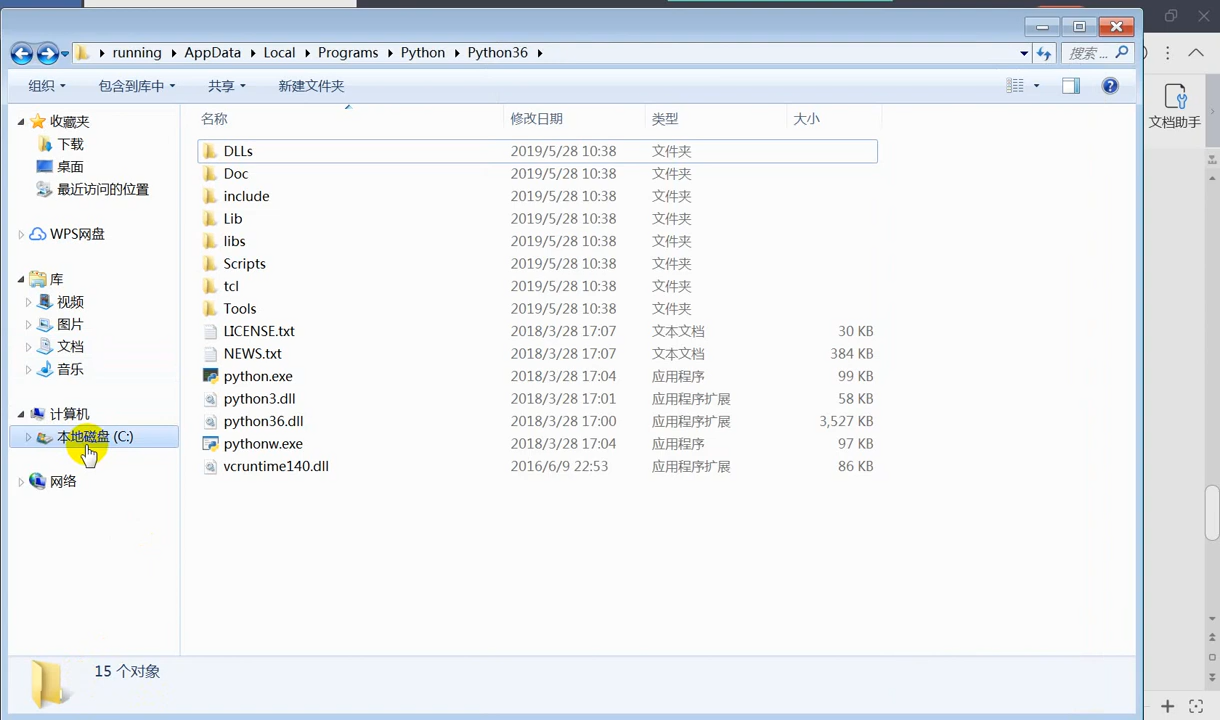 running AppData Local Programs Python Python36
搜索 ...
组织 包含到库中 共享 新建文件夹
文档助手
收藏夹
下载
桌面
最近访问的位置
WPS网盘
库
视频
图片
文档
音乐
计算机
本地磁盘 (C:)
网络
名称 修改日期 类型 大小
DLLs 2019/5/28 10:38 文件夹
Doc 2019/5/28 10:38 文件夹
include 2019/5/28 10:38 文件夹
Lib 2019/5/28 10:38 文件夹
libs 2019/5/28 10:38 文件夹
Scripts 2019/5/28 10:38 文件夹
tcl 2019/5/28 10:38 文件夹
Tools 2019/5/28 10:38 文件夹
LICENSE.txt 2018/3/28 17:07 文本文档 30 KB
NEWS.txt 2018/3/28 17:07 文本文档 384 KB
python.exe 2018/3/28 17:04 应用程序 99 KB
python3.dll 2018/3/28 17:01 应用程序扩展 58 KB
python36.dll 2018/3/28 17:00 应用程序扩展 3,527 KB
pythonw.exe 2018/3/28 17:04 应用程序 97 KB
vcruntime140.dll 2016/6/9 22:53 应用程序扩展 86 KB
15 个对象